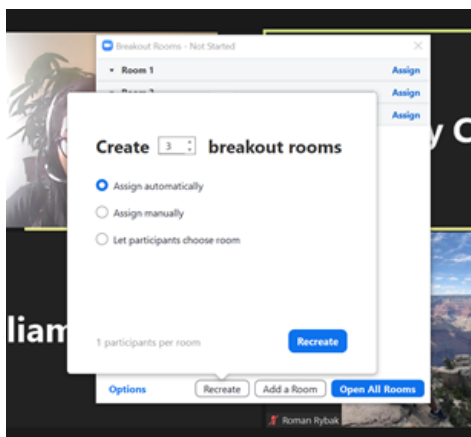 Breakout Rooms - Not Started
Room 1 Assign
Assign
Assign
Create 3 breakout rooms
y C
Assign automatically
Assign manually
Let participants choose room
liam
1 participants per room Recreate
Options Recreate Add a Room Open All Rooms
Roman Rybak